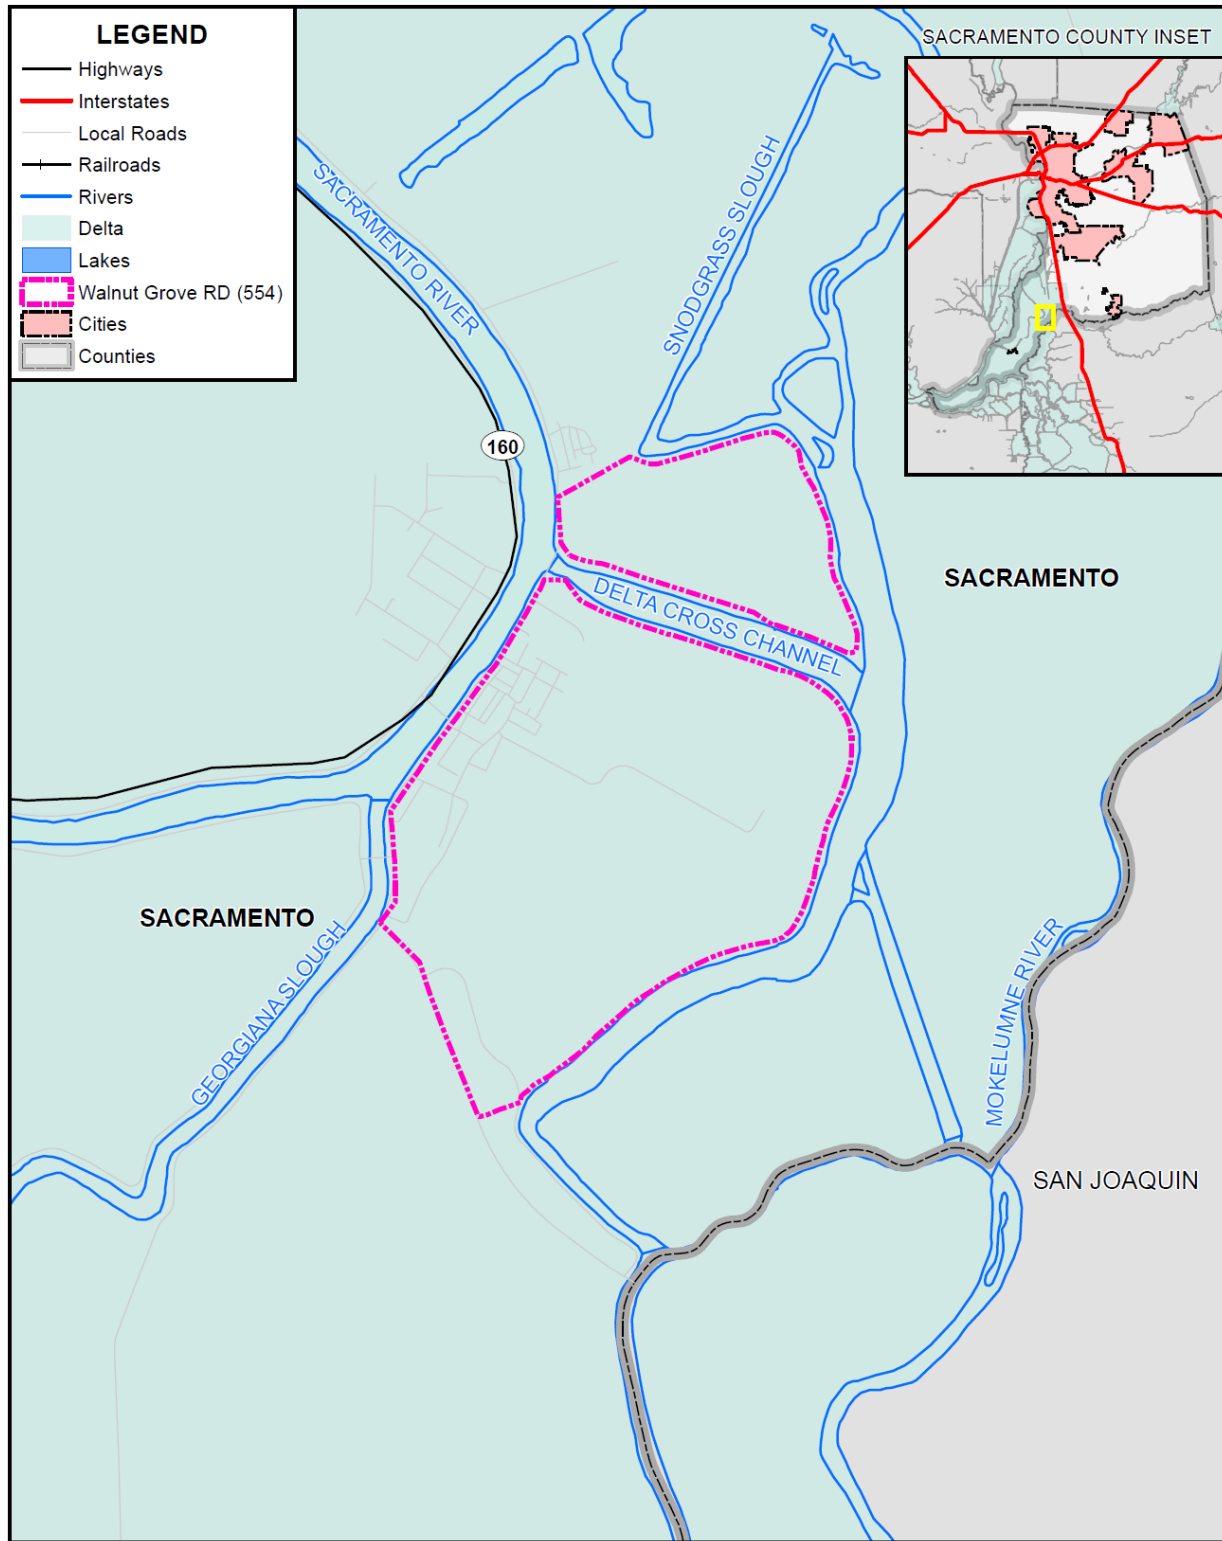 LEGEND
Highways
Interstates
Local Roads
Railroads
Rivers
Delta
Lakes
Walnut Grove RD (554)
Cities
Counties
SACRAMENTO COUNTY INSET
SACRAMENTO RIVER
SNODGRASS SLOUGH
160
DELTA CROSS CHANNEL
SACRAMENTO
SACRAMENTO
GEORGIANA SLOUGH
MOKELUMNE RIVER
SAN JOAQUIN